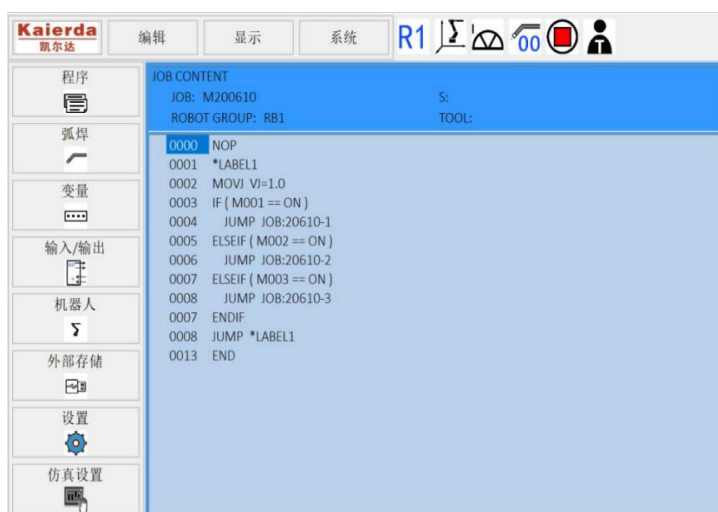 Kaierda
凯尔达
编辑
显示
系统
R1
00
T
程序
弧焊
变量
输入/输出
机器人
外部存储
设置
仿真设置
JOB CONTENT
JOB: M200610 S:
ROBOT GROUP: RB1 TOOL:
0000 NOP
0001 *LABEL1
0002 MOVJ VJ=1.0
0003 IF ( M001 == ON )
0004 JUMP JOB:20610-1
0005 ELSEIF ( M002 == ON )
0006 JUMP JOB:20610-2
0007 ELSEIF ( M003 == ON )
0008 JUMP JOB:20610-3
0007 ENDIF
0008 JUMP *LABEL1
0013 END